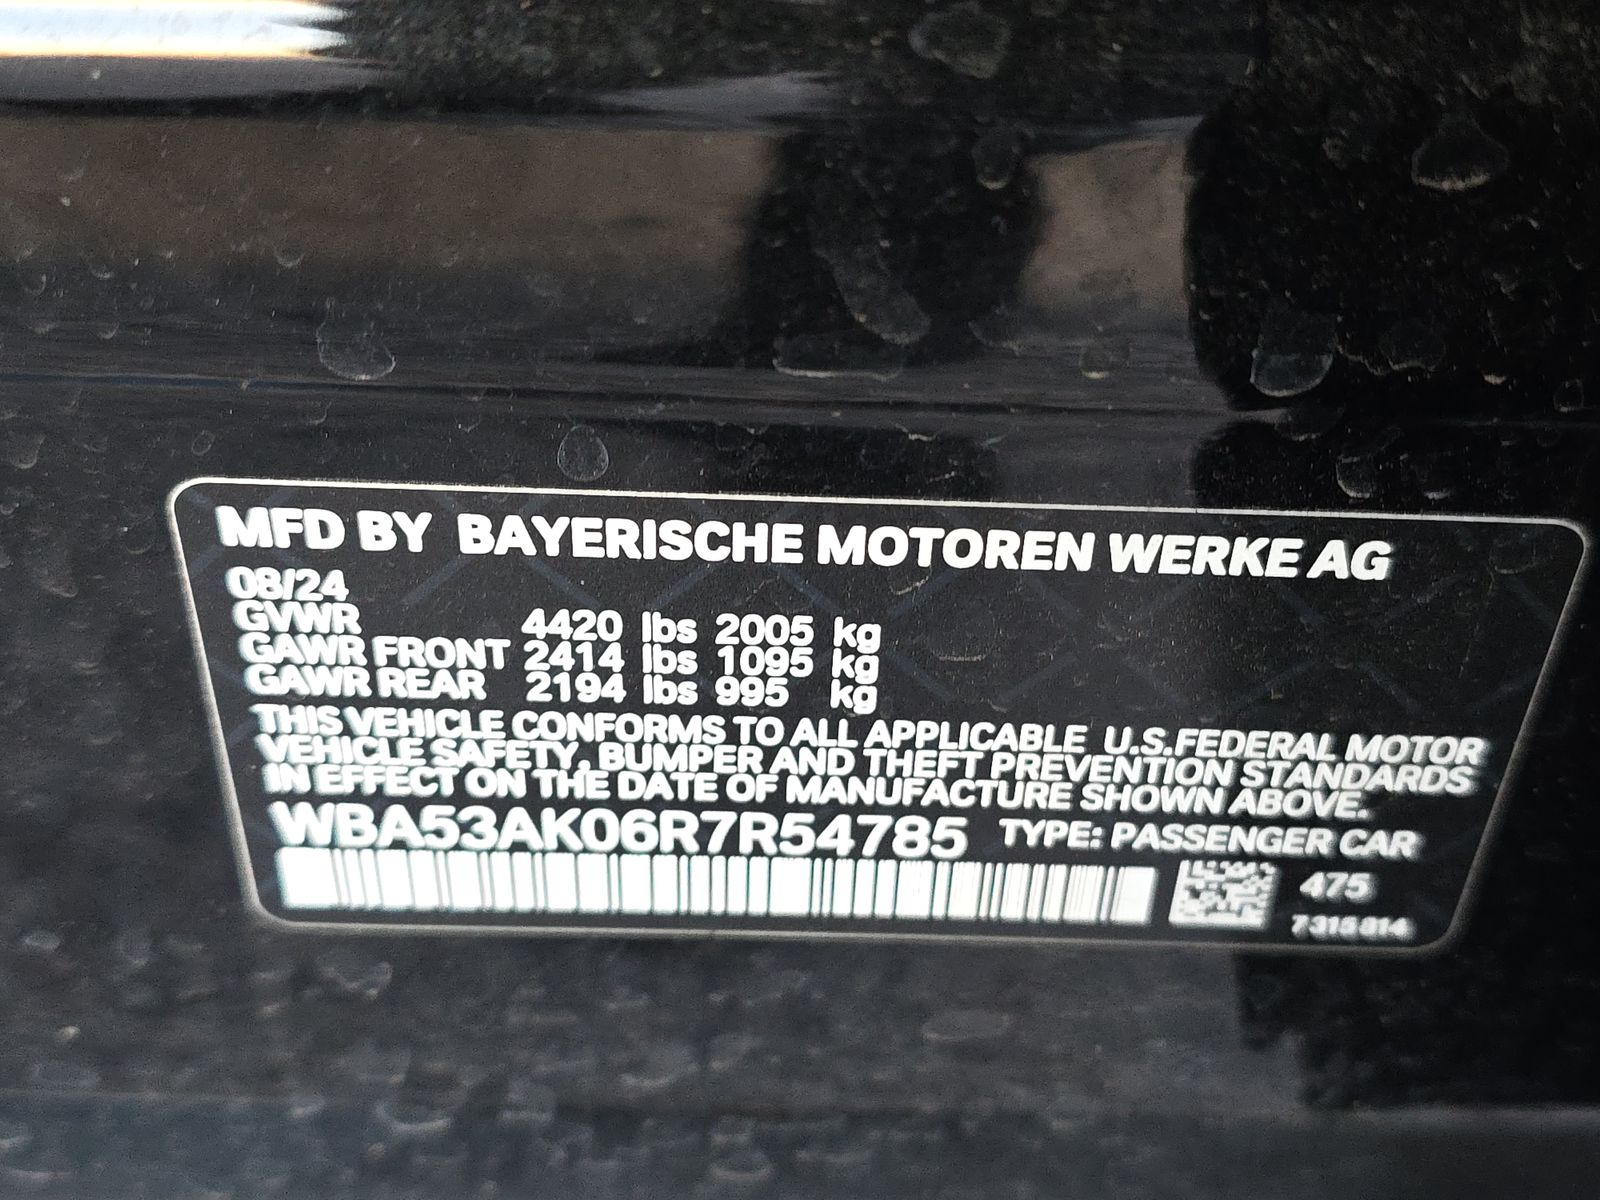 MFD BY BAYERISCHE MOTOREN WERKE AG
08/24
GVWR 4420 lbs 2005 kg
GAWR FRONT 2414 lbs 1095 kg
GAWR REAR 2194 lbs 995 kg
THIS VEHICLE CONFORMS TO ALL APPLICABLE U.S.FEDERAL MOTOR
VEHICLE SAFETY, BUMPER AND THEFT PREVENTION STANDARDS
IN EFFECT ON THE DATE OF MANUFACTURE SHOWN ABOVE.
WBA53AK06R7R54785 TYPE: PASSENGER CAR
475